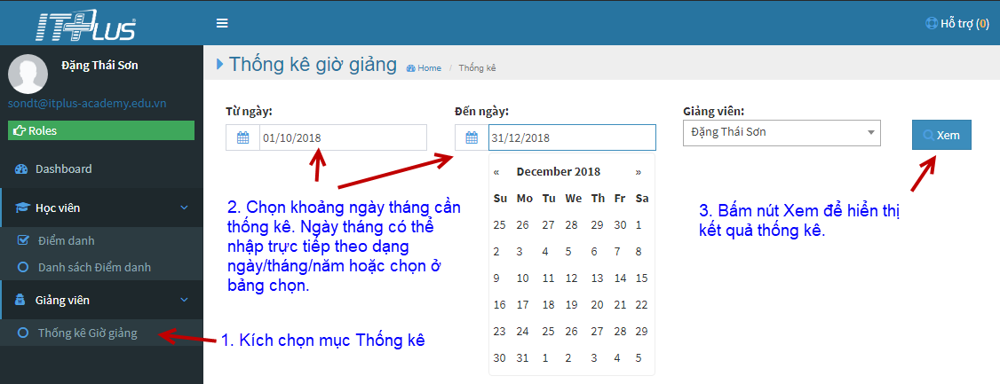 ITPLUS
Hỗ trợ (0)
Đặng Thái Sơn
sondt@itplus-academy.edu.vn
Roles
Dashboard
Học viên
Điểm danh
Danh sách Điểm danh
Giảng viên
Thống kê Giờ giảng
Thống kê giờ giảng Home / Thống kê
Từ ngày: Đến ngày: Giảng viên:
01/10/2018 31/12/2018 Đặng Thái Sơn Xem
« December 2018 »
Su Mo Tu We Th Fr Sa
25 26 27 28 29 30 1
2 3 4 5 6 7 8
9 10 11 12 13 14 15
16 17 18 19 20 21 22
23 24 25 26 27 28 29
30 31 1 2 3 4 5
2. Chọn khoảng ngày tháng cần
thống kê. Ngày tháng có thể
nhập trực tiếp theo dạng
ngày/tháng/năm hoặc chọn ở
bảng chọn.
3. Bấm nút Xem để hiển thị
kết quả thống kê.
1. Kích chọn mục Thống kê